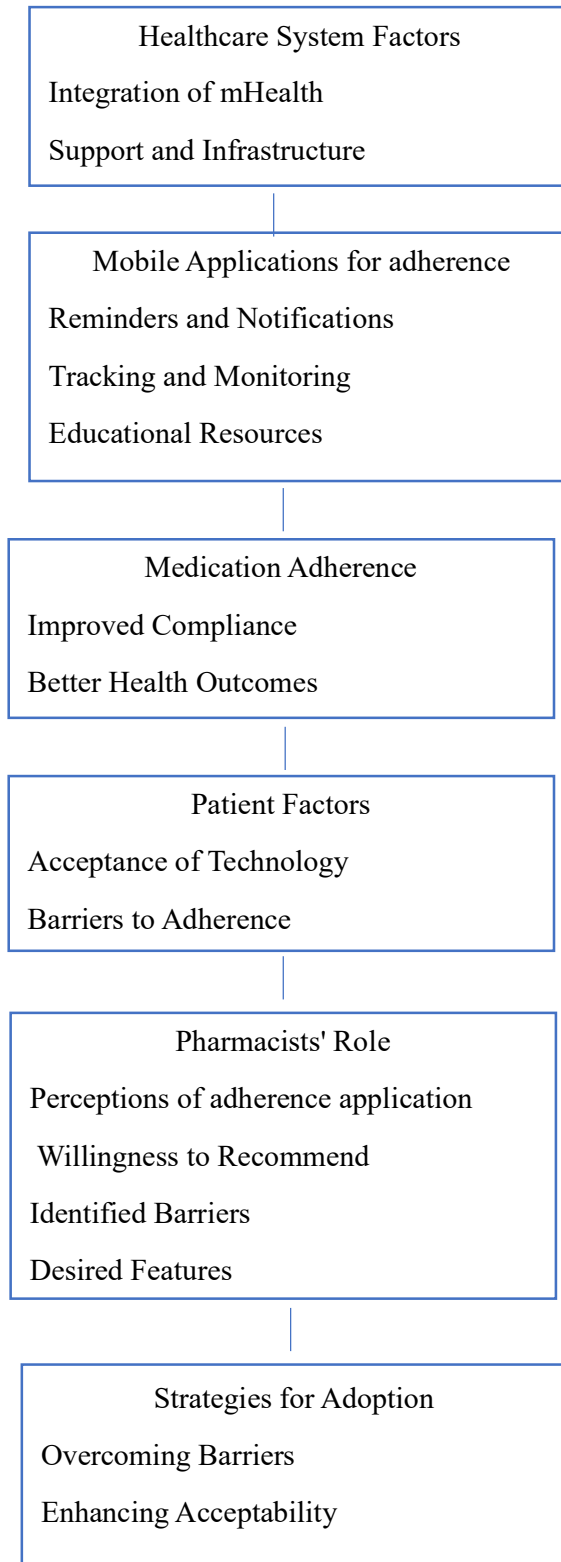 Healthcare System Factors
Integration of mHealth
Support and Infrastructure
Mobile Applications for adherence
Reminders and Notifications
Tracking and Monitoring
Educational Resources
Medication Adherence
Improved Compliance
Better Health Outcomes
Patient Factors
Acceptance of Technology
Barriers to Adherence
Pharmacists' Role
Perceptions of adherence application
Willingness to Recommend
Identified Barriers
Desired Features
Strategies for Adoption
Overcoming Barriers
Enhancing Acceptability